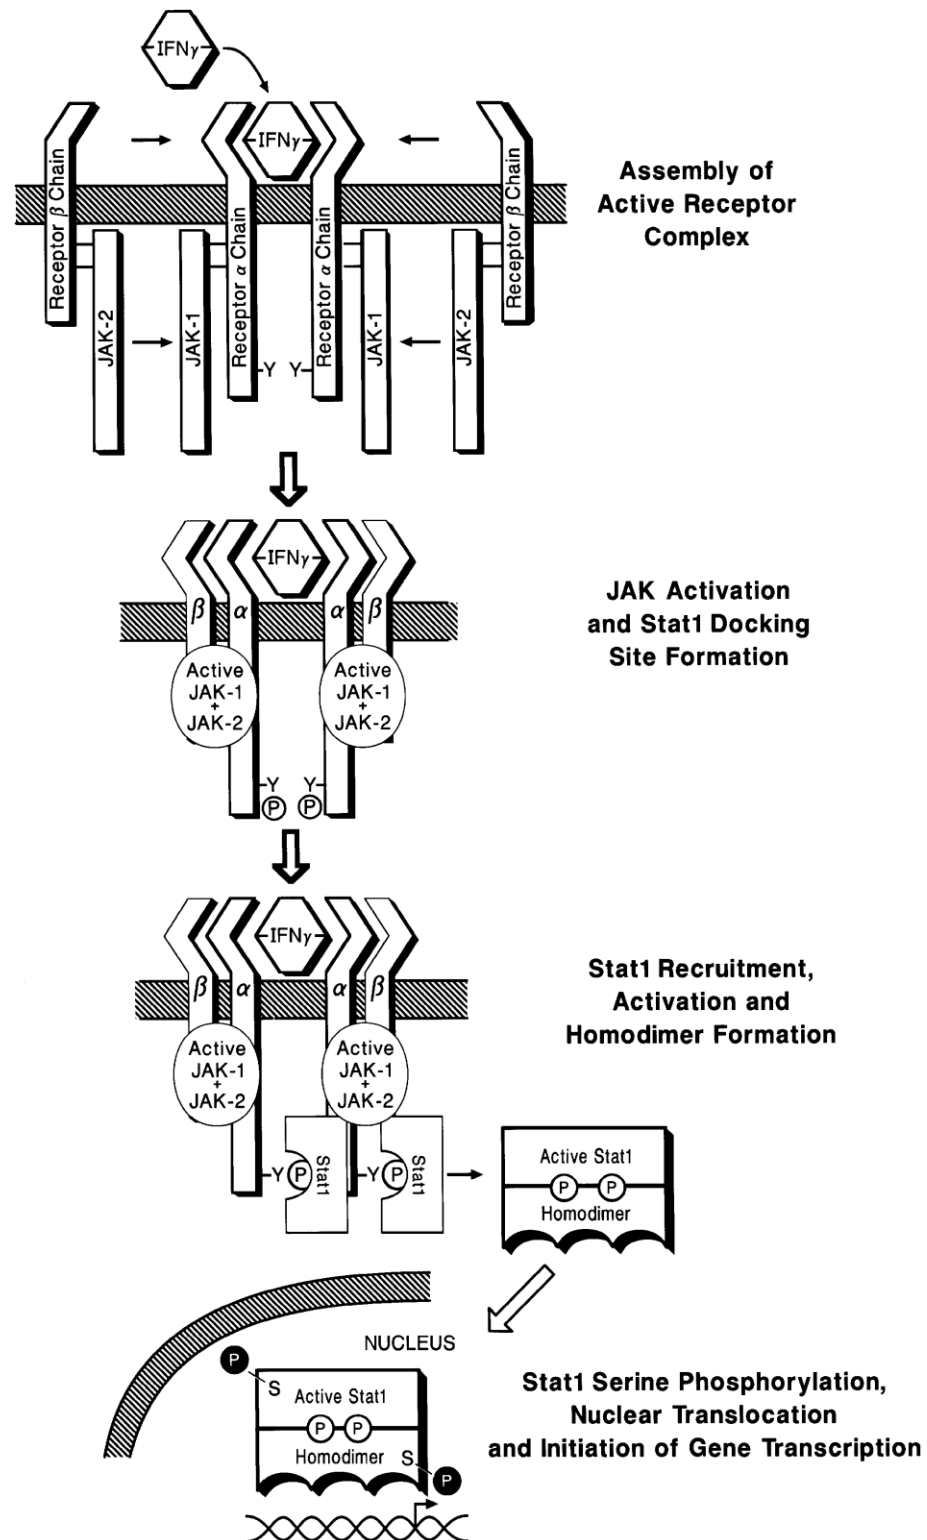 IFNγ
IFNγ
Receptor β Chain
Receptor α Chain
Receptor α Chain
Receptor β Chain
JAK-2
JAK-1
JAK-1
JAK-2
Y Y
Assembly of
Active Receptor
Complex
IFNγ
β α α β
Active
JAK-1
+
JAK-2
Active
JAK-1
+
JAK-2
Y Y
P P
JAK Activation
and Stat1 Docking
Site Formation
IFNγ
β α α β
Active
JAK-1
+
JAK-2
Active
JAK-1
+
JAK-2
Y P Stat1
Y P Stat1
Stat1 Recruitment,
Activation and
Homodimer Formation
Active Stat1
P P
Homodimer
NUCLEUS
P
S
Active Stat1
P P
Homodimer
S
P
Stat1 Serine Phosphorylation,
Nuclear Translocation
and Initiation of Gene Transcription